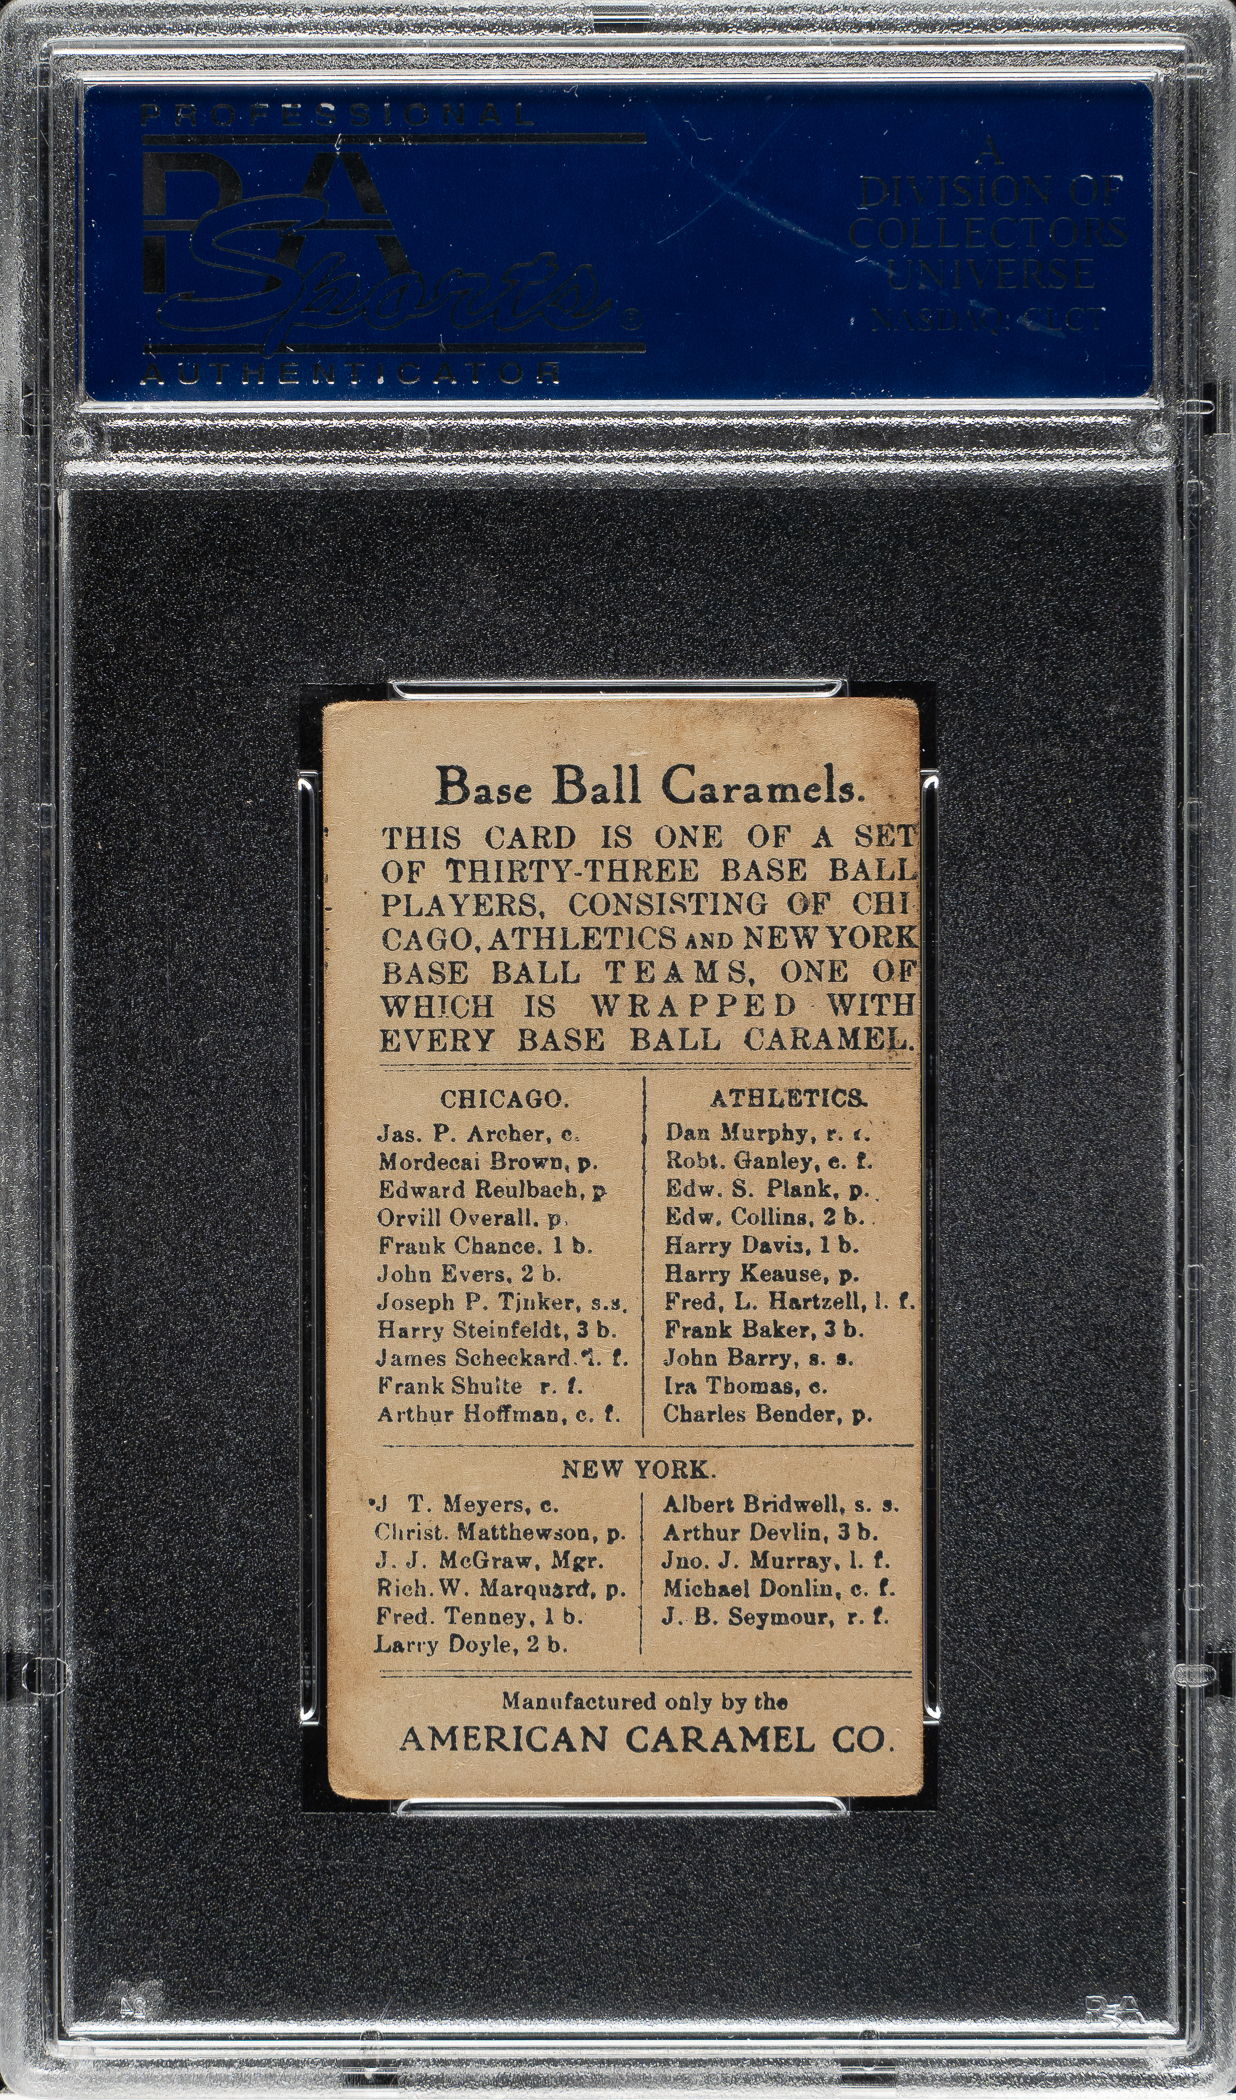 PROFESSIONAL
PSA
Sports®
AUTHENTICATOR
A
DIVISION OF
COLLECTORS
UNIVERSE
NASDAQ: CLCT
Base Ball Caramels.
THIS CARD IS ONE OF A SET
OF THIRTY-THREE BASE BALL
PLAYERS, CONSISTING OF CHI
CAGO, ATHLETICS AND NEW YORK
BASE BALL TEAMS, ONE OF
WHICH IS WRAPPED WITH
EVERY BASE BALL CARAMEL.
CHICAGO.
Jas. P. Archer, c.
Mordecai Brown, p.
Edward Reulbach, p
Orvill Overall. p.
Frank Chance. 1 b.
John Evers, 2 b.
Joseph P. Tinker, s.s.
Harry Steinfeldt, 3 b.
James Scheckard. l. f.
Frank Shulte r. f.
Arthur Hoffman, c. f.
ATHLETICS.
Dan Murphy, r. f.
Robt. Ganley, c. f.
Edw. S. Plank, p.
Edw. Collins, 2 b.
Harry Davis, 1 b.
Harry Keause, p.
Fred, L. Hartzell, l. f.
Frank Baker, 3 b.
John Barry, s. s.
Ira Thomas, c.
Charles Bender, p.
NEW YORK.
J T. Meyers, c.
Christ. Matthewson, p.
J. J. McGraw, Mgr.
Rich. W. Marquard, p.
Fred. Tenney, 1 b.
Larry Doyle, 2 b.
Albert Bridwell, s. s.
Arthur Devlin, 3 b.
Jno. J. Murray, l. f.
Michael Donlin, c. f.
J. B. Seymour, r. f.
Manufactured only by the
AMERICAN CARAMEL CO.
PSA